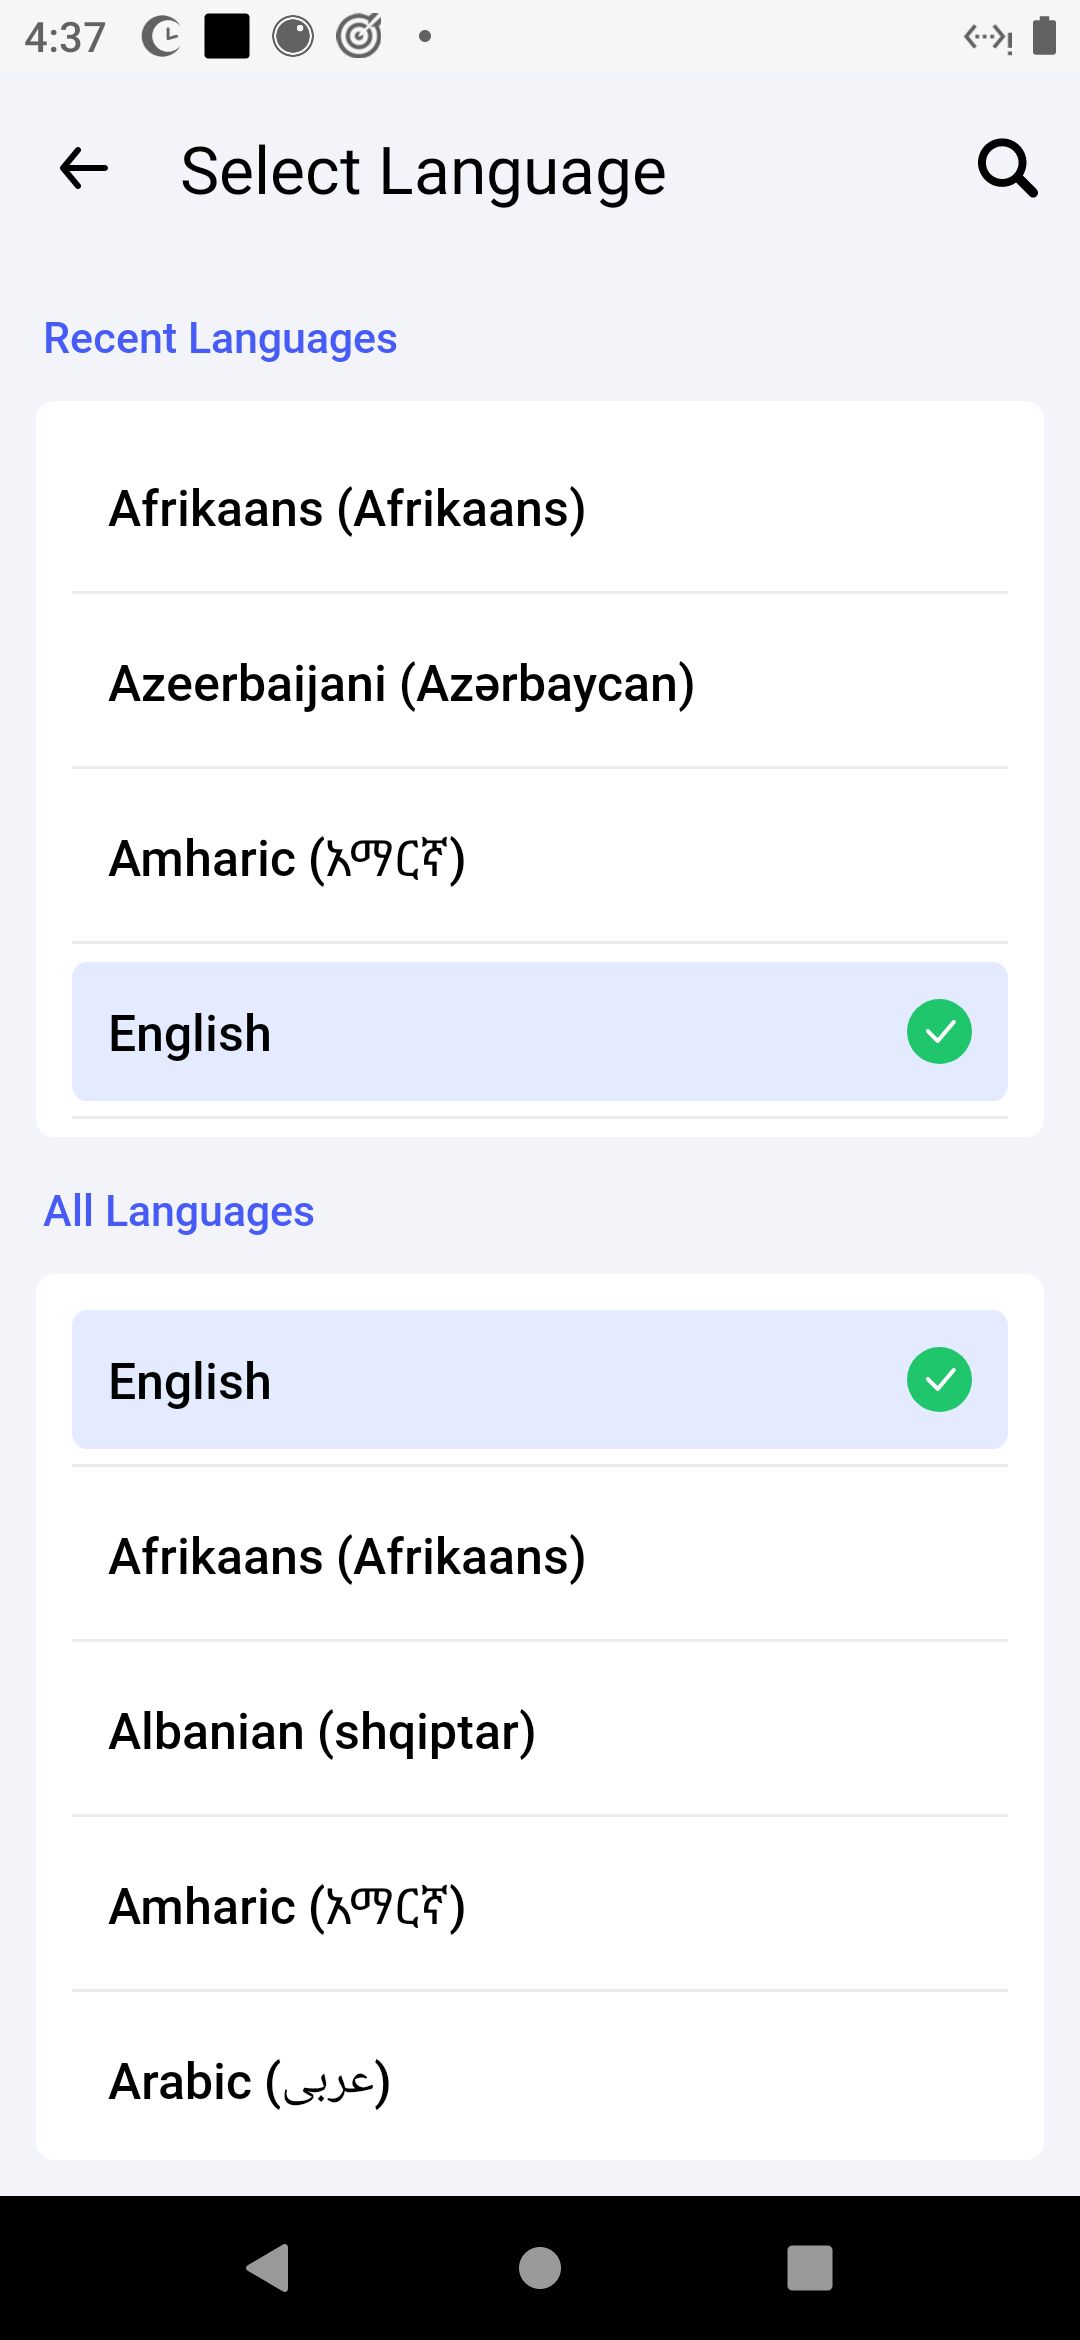 4:37
Select Language
Recent Languages
Afrikaans (Afrikaans)
Azeerbaijani (Azərbaycan)
Amharic (አማርኛ)
English
All Languages
English
Afrikaans (Afrikaans)
Albanian (shqiptar)
Amharic (አማርኛ)
Arabic (عربى)